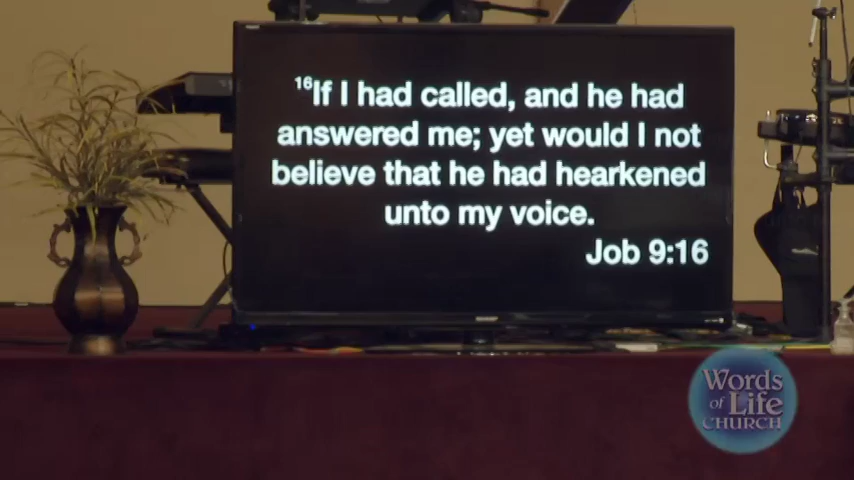 16If I had called, and he had
answered me; yet would I not
believe that he had hearkened
unto my voice.
Job 9:16
Words
of Life
CHURCH